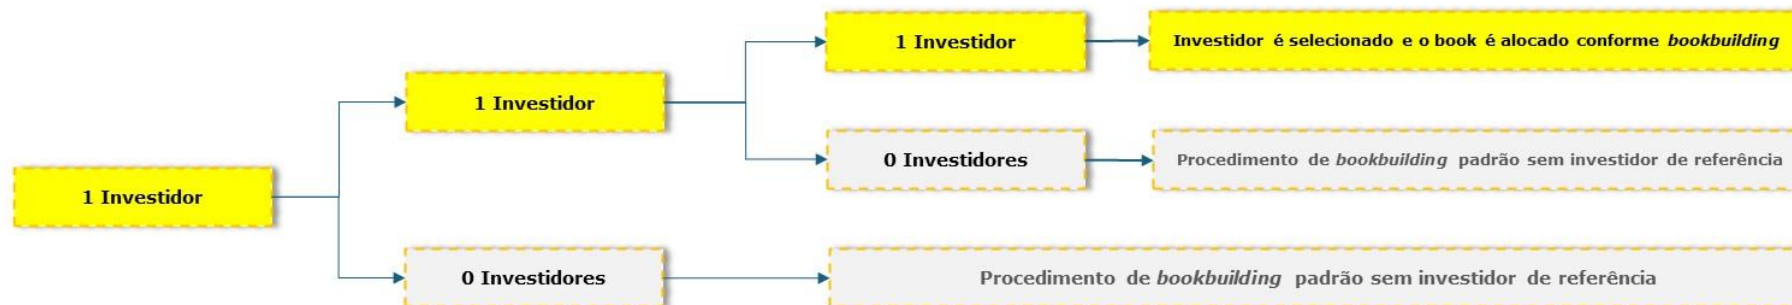 1 Investidor
Investidor é selecionado e o book é alocado conforme bookbuilding
1 Investidor
0 Investidores
Procedimento de bookbuilding padrão sem investidor de referência
1 Investidor
0 Investidores
Procedimento de bookbuilding padrão sem investidor de referência